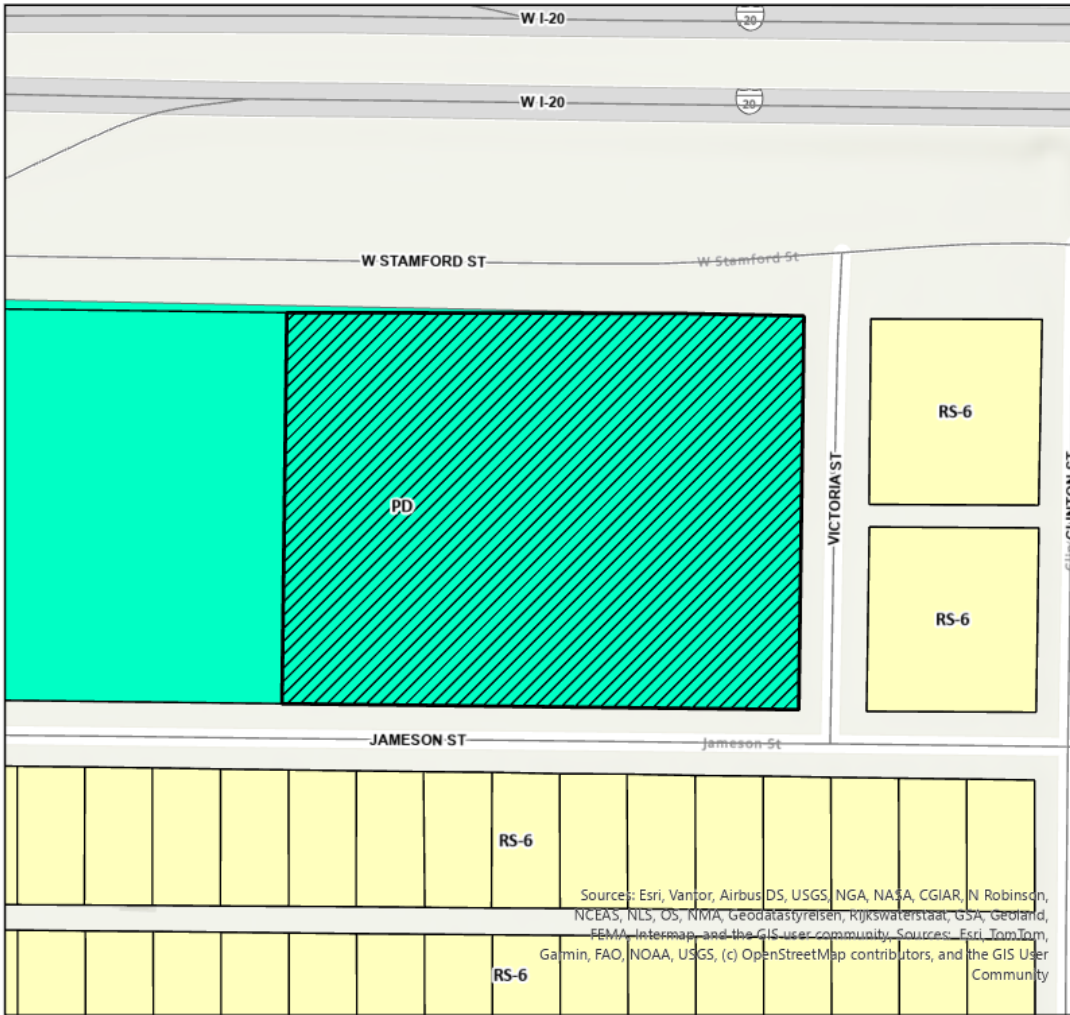 W I-20
20
W I-20
20
W STAMFORD ST
W Stamford St
RS-6
PD
VICTORIA ST
CLINTON ST
RS-6
JAMESON ST
Jameson St
RS-6
Sources: Esri, Vantor, Airbus DS, USGS, NGA, NASA, CGIAR, N Robinson,
NCEAS, NLS, OS, NMA, Geodatastyrelsen, Rijkswaterstaat, GSA, Geoland,
FEMA, Intermap, and the GIS user community, Sources: Esri, TomTom,
Garmin, FAO, NOAA, USGS, (c) OpenStreetMap contributors, and the GIS User
Community
RS-6